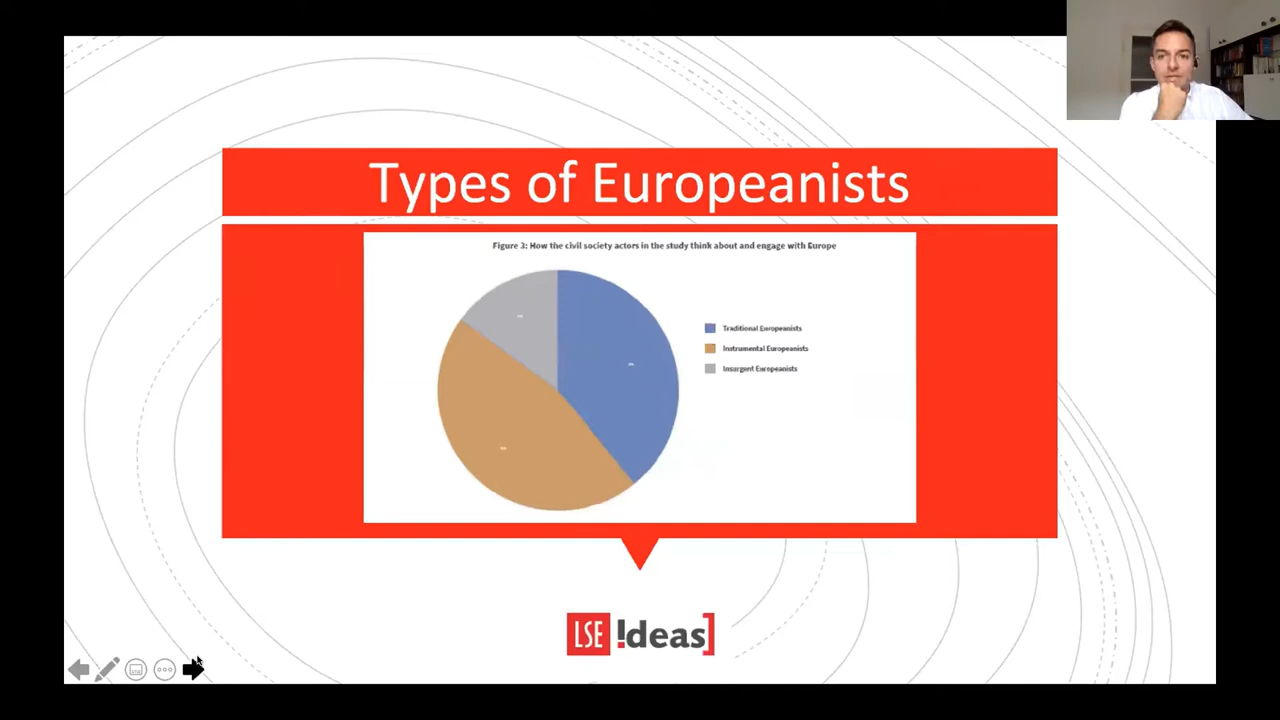 Types of Europeanists
Figure 3: How the civil society actors in the study think about and engage with Europe
Traditional Europeanists
Instrumental Europeanists
Insurgent Europeanists
LSE !deas]